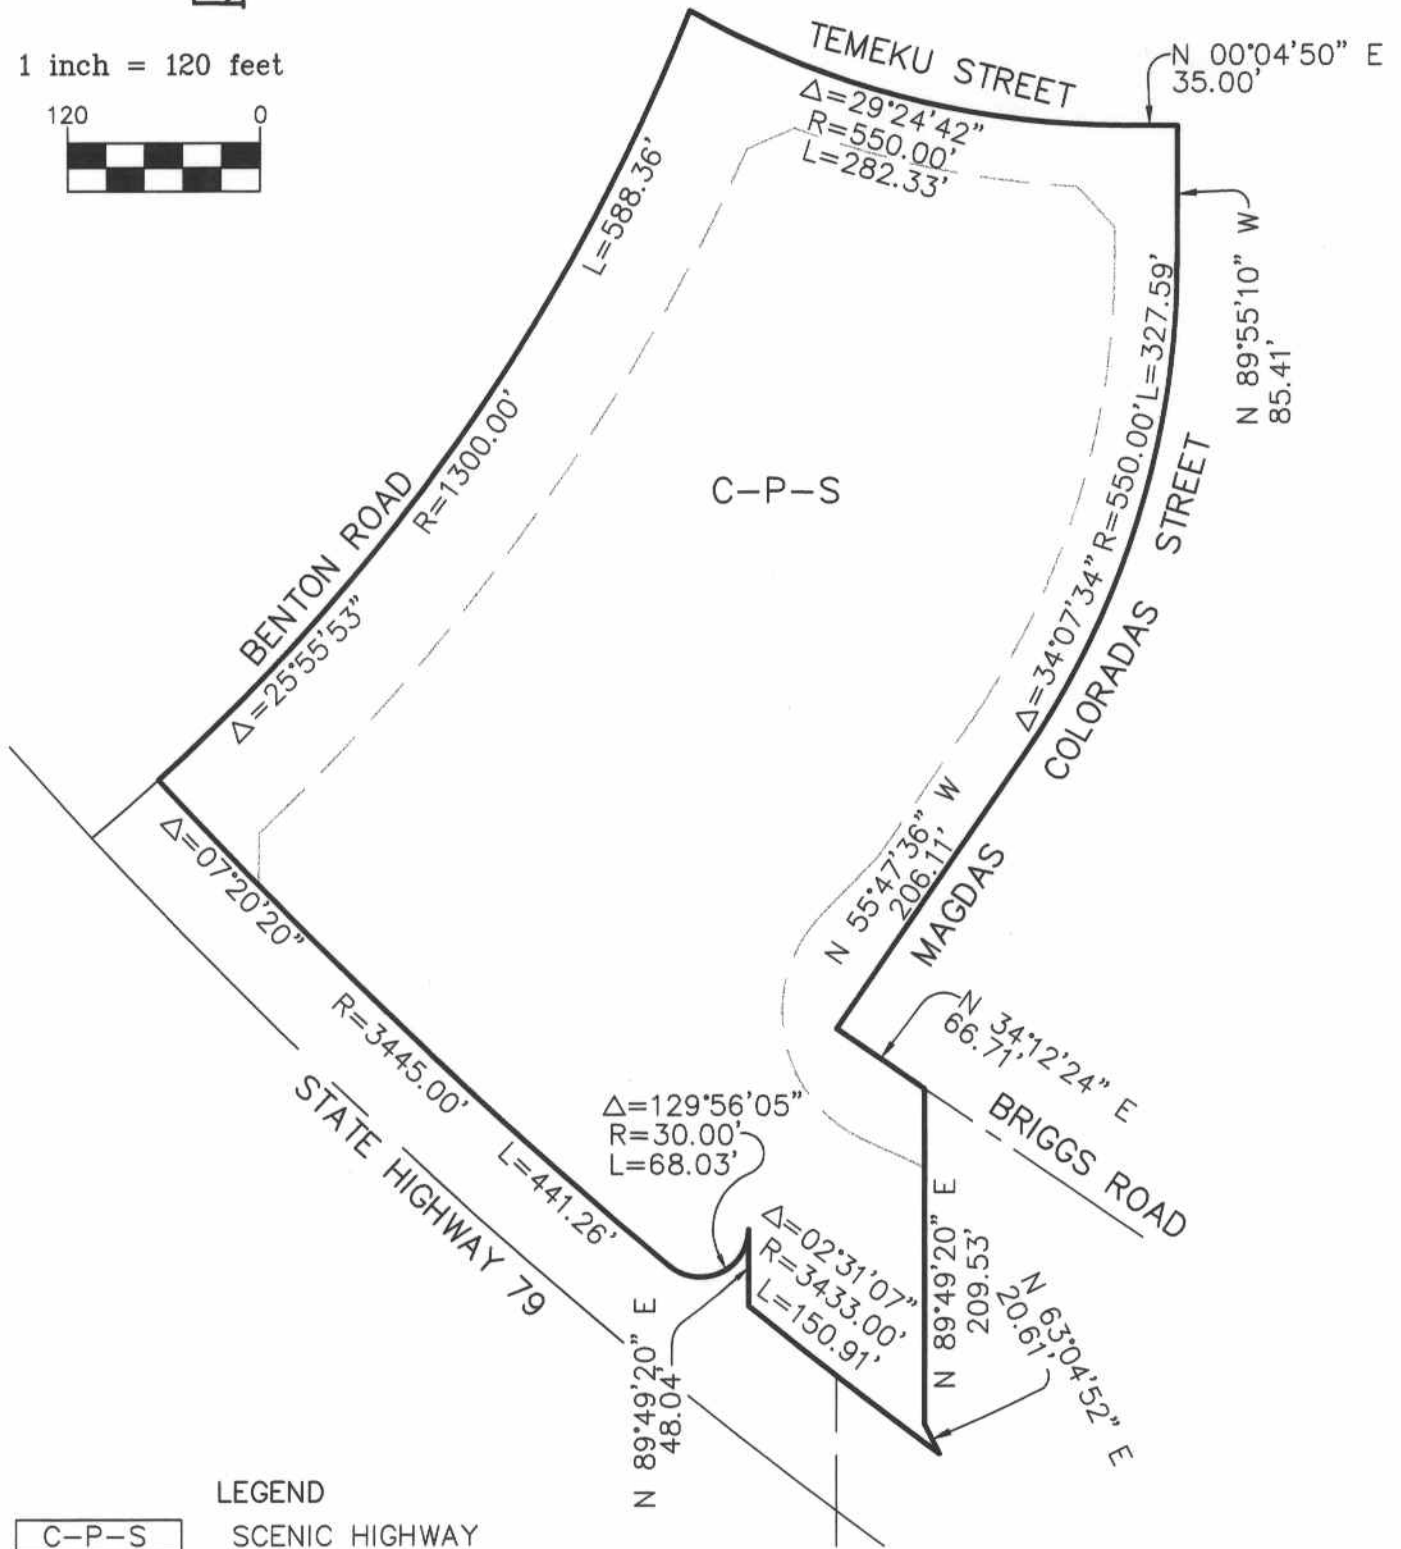 1 inch = 120 feet
120 0
TEMEKU STREET
Δ=29°24'42"
R=550.00'
L=282.33'
N 00°04'50" E
35.00'
N 89°55'10" W
85.41'
L=588.36'
R=1300.00'
Δ=25°55'53"
BENTON ROAD
C-P-S
Δ=34°07'34" R=550.00' L=327.59'
MAGDAS COLORADAS STREET
N 55°47'36" W
206.11'
Δ=07°20'20"
R=3445.00'
L=441.26'
STATE HIGHWAY 79
N 34°12'24" E
66.71'
BRIGGS ROAD
Δ=129°56'05"
R=30.00'
L=68.03'
Δ=02°31'07"
R=3433.00'
L=150.91'
N 89°49'20" E
209.53'
N 63°04'52" E
20.61'
N 89°49'20" E
48.04'
LEGEND
C-P-S SCENIC HIGHWAY